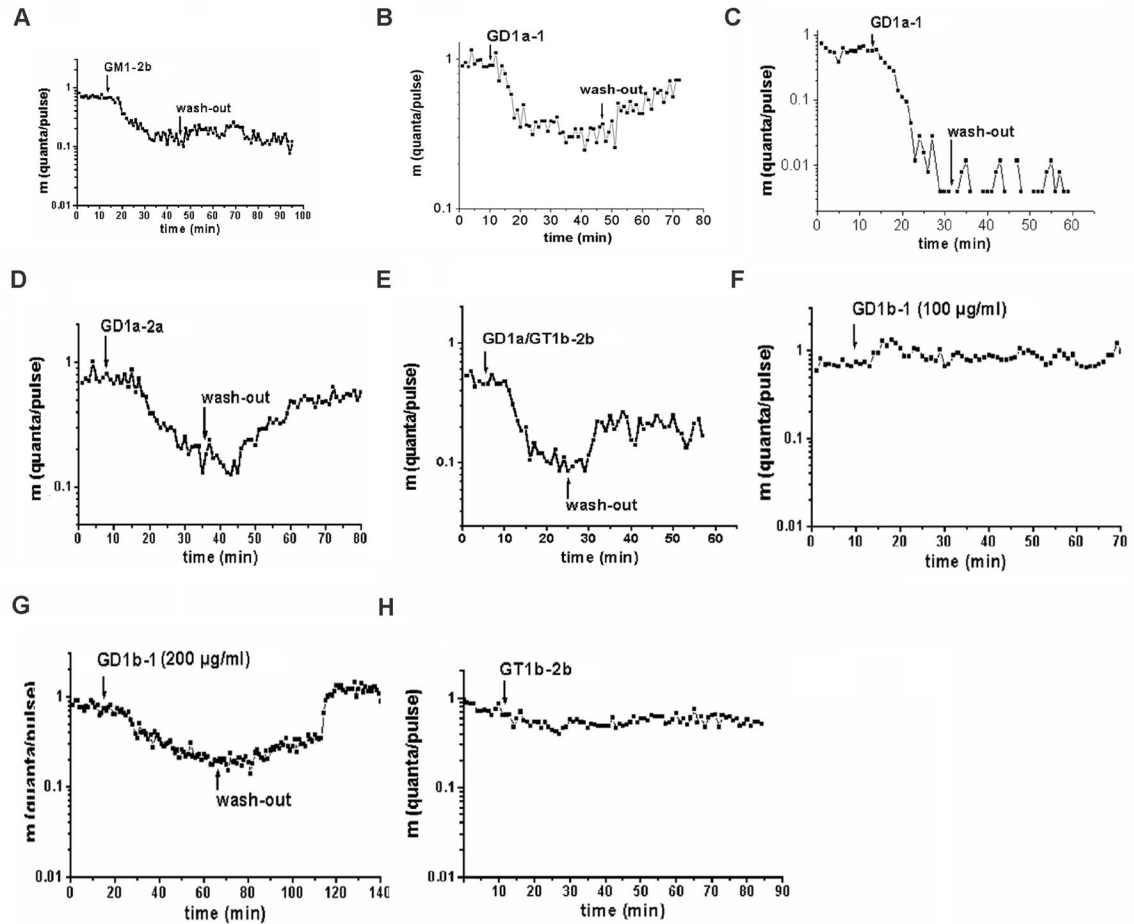 A
GM1-2b
wash-out
m (quanta/pulse)
1
0.1
0.01
0 10 20 30 40 50 60 70 80 90 100
time (min)
B
GD1a-1
wash-out
m (quanta/pulse)
1
0.1
0 10 20 30 40 50 60 70 80
time (min)
C
GD1a-1
wash-out
m (quanta/pulse)
1
0.1
0.01
0 10 20 30 40 50 60
time (min)
D
GD1a-2a
wash-out
m (quanta/pulse)
1
0.1
0 10 20 30 40 50 60 70 80
time (min)
E
GD1a/GT1b-2b
wash-out
m (quanta/pulse)
1
0.1
0 10 20 30 40 50 60
time (min)
F
GD1b-1 (100 µg/ml)
m (quanta/pulse)
1
0.1
0.01
0 10 20 30 40 50 60 70
time (min)
G
GD1b-1 (200 µg/ml)
wash-out
m (quanta/pulse)
1
0.1
0.01
0 20 40 60 80 100 120 140
time (min)
H
GT1b-2b
m (quanta/pulse)
1
0.1
0.01
0 10 20 30 40 50 60 70 80 90
time (min)